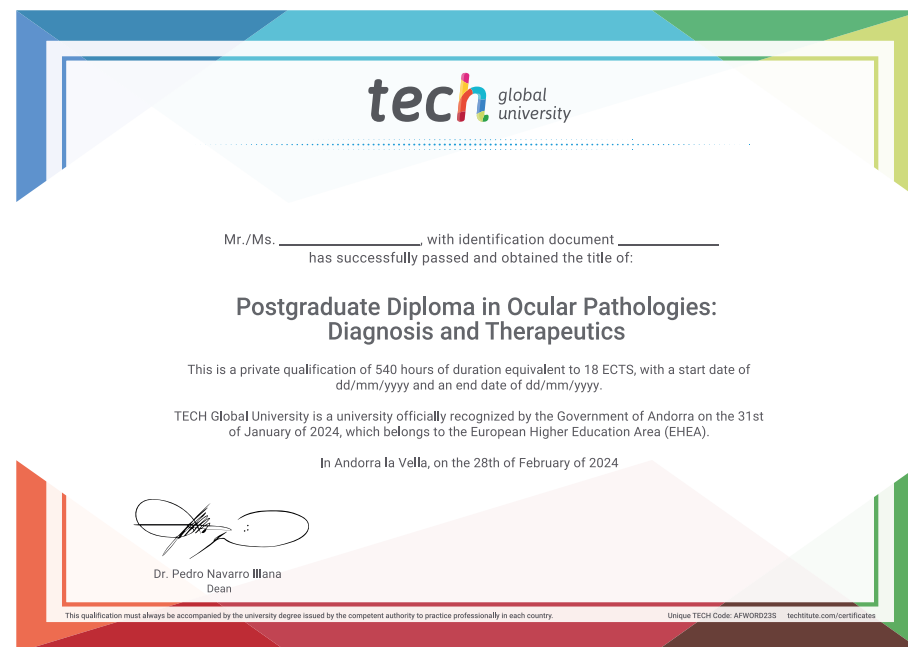 tech global university
Mr./Ms. ________________, with identification document ____________
has successfully passed and obtained the title of:
Postgraduate Diploma in Ocular Pathologies:
Diagnosis and Therapeutics
This is a private qualification of 540 hours of duration equivalent to 18 ECTS, with a start date of
dd/mm/yyyy and an end date of dd/mm/yyyy.
TECH Global University is a university officially recognized by the Government of Andorra on the 31st
of January of 2024, which belongs to the European Higher Education Area (EHEA).
In Andorra la Vella, on the 28th of February of 2024
Dr. Pedro Navarro Illana
Dean
This qualification must always be accompanied by the university degree issued by the competent authority to practice professionally in each country.
Unique TECH Code: AFWORD23S techtitute.com/certificates